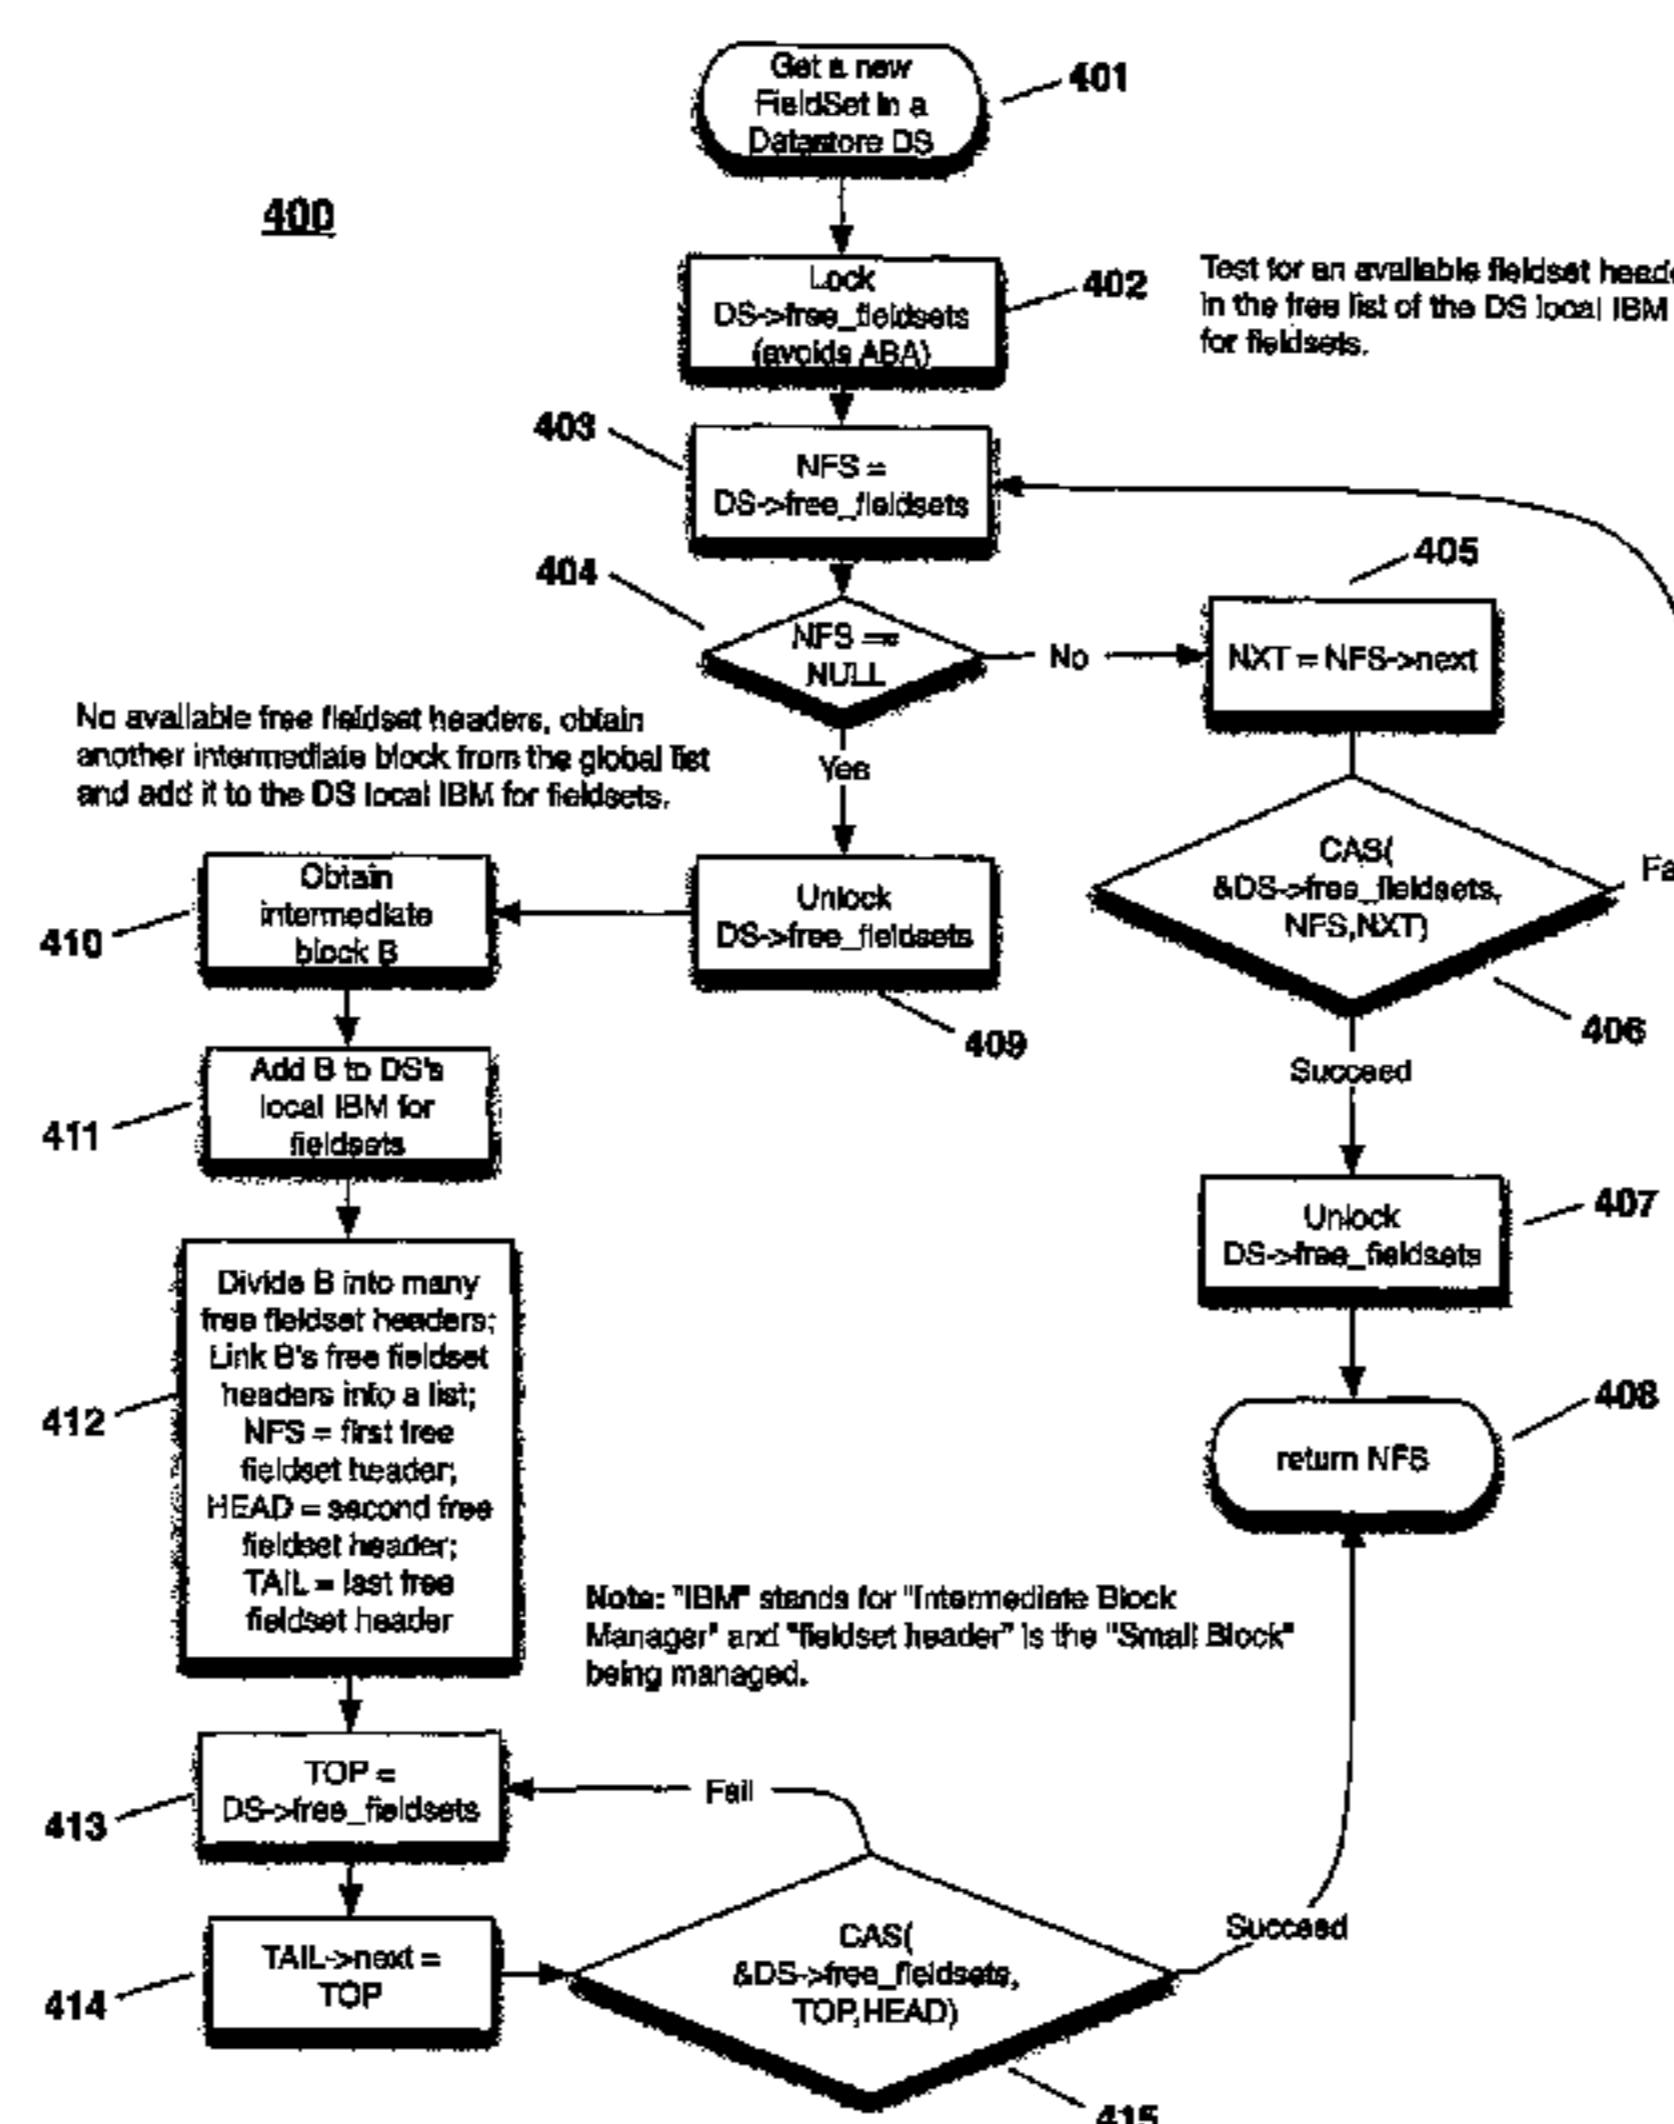 Get a new
FieldSet in a
Datastore DS
401
400
Lock
DS->free_fieldsets
(avoids ABA)
402
Test for an available fieldset
in the free list of the DS local IBM
for fieldsets.
403
NFS =
DS->free_fieldsets
404
NFS ==
NULL
No
405
NXT = NFS->next
No available free fieldset headers, obtain
another intermediate block from the global list
and add it to the DS local IBM for fieldsets.
Yes
CAS(
&DS->free_fieldsets,
NFS,NXT)
406
Obtain
intermediate
block B
410
Unlock
DS->free_fieldsets
409
Succeed
Add B to DS's
local IBM for
fieldsets
411
Unlock
DS->free_fieldsets
407
Divide B into many
free fieldset headers;
Link B's free fieldset
headers into a list;
NFS = first free
fieldset header;
HEAD = second free
fieldset header;
TAIL = last free
fieldset header
412
return NFS
408
Note: "IBM" stands for "Intermediate Block
Manager" and "fieldset header" is the "Small Block"
being managed.
TOP =
DS->free_fieldsets
413
Fail
TAIL->next =
TOP
414
CAS(
&DS->free_fieldsets,
TOP,HEAD)
Succeed
415